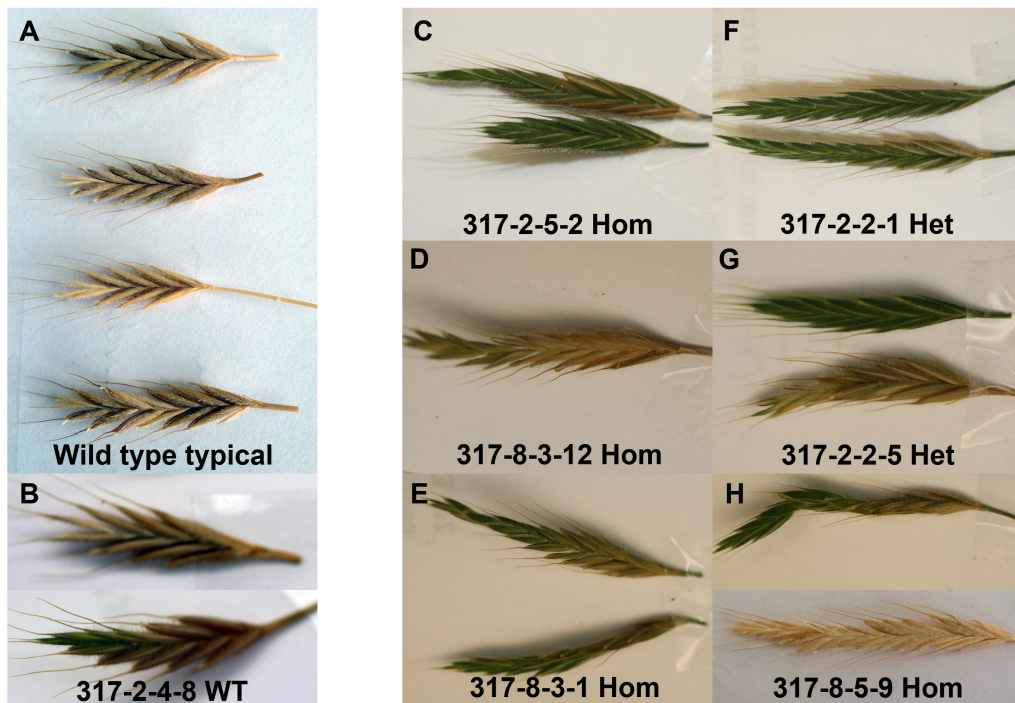 A
Wild type typical
B
317-2-4-8 WT
C
317-2-5-2 Hom
D
317-8-3-12 Hom
E
317-8-3-1 Hom
F
317-2-2-1 Het
G
317-2-2-5 Het
H
317-8-5-9 Hom